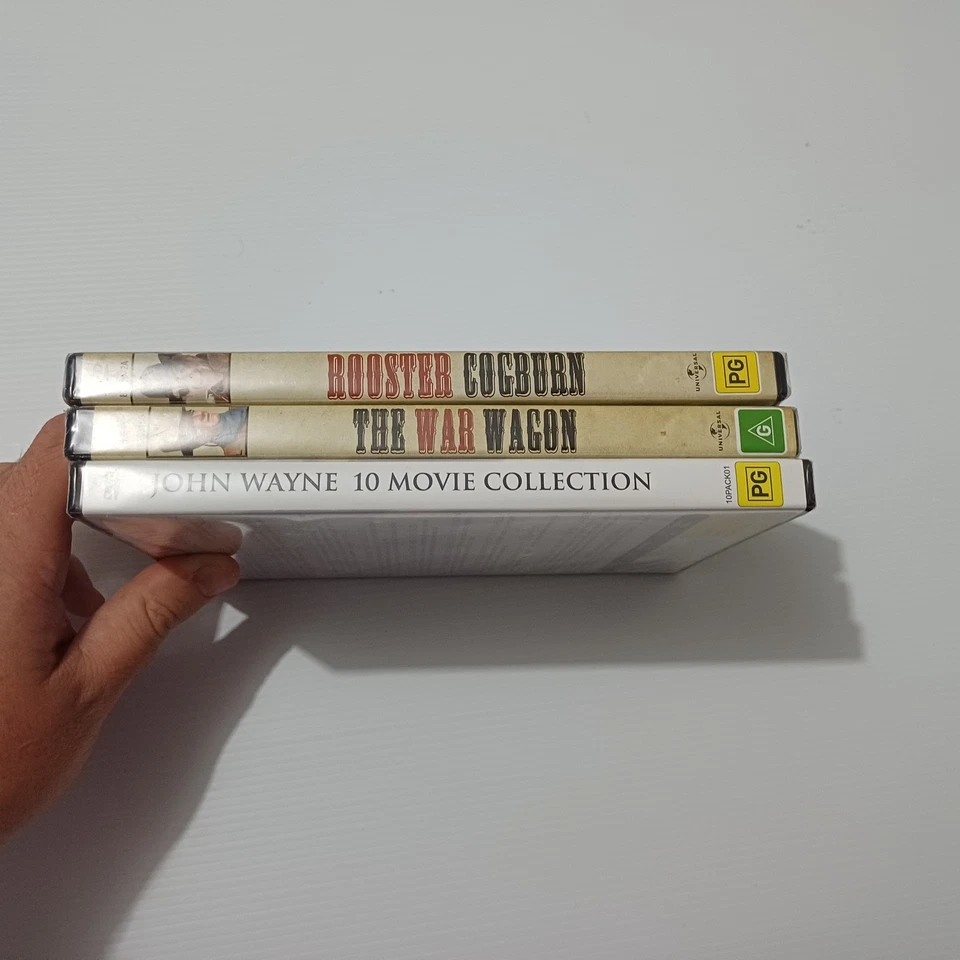 ROOSTER COGBURN
UNIVERSAL
PG
THE WAR WAGON
UNIVERSAL
G
JOHN WAYNE 10 MOVIE COLLECTION
10PACK01
PG